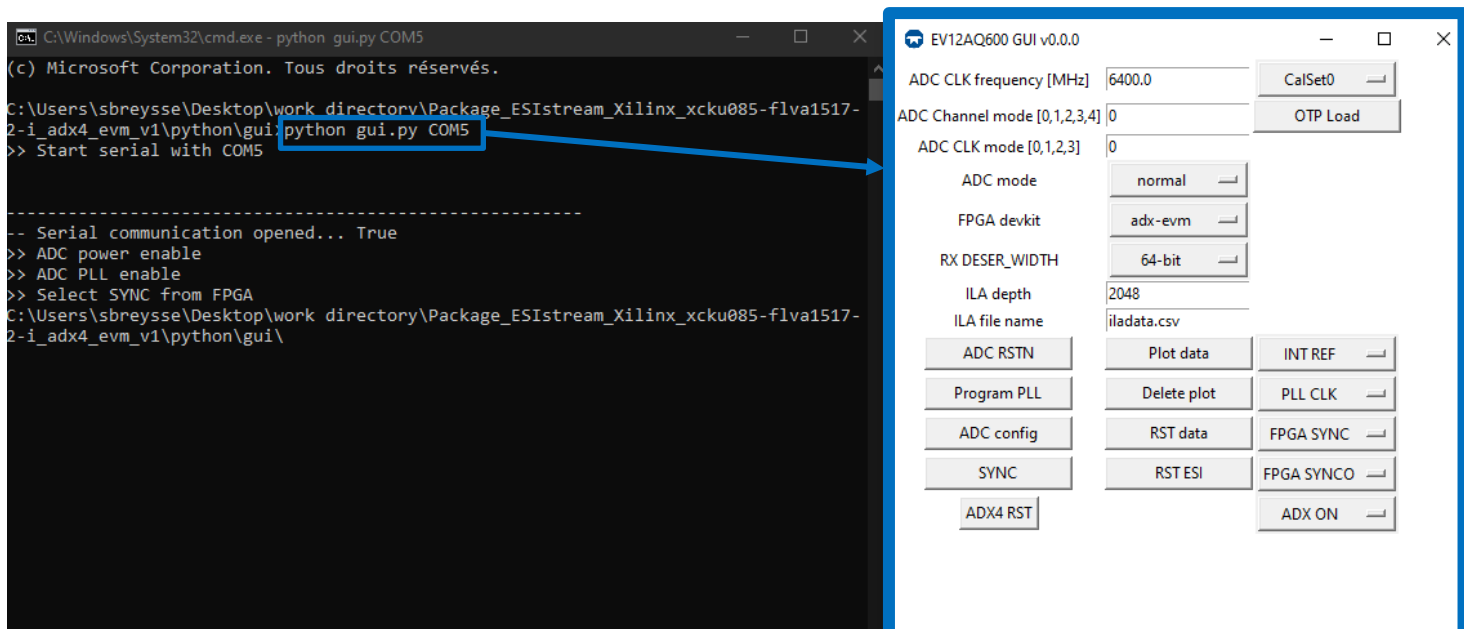 C:\Windows\System32\cmd.exe - python gui.py COM5
(c) Microsoft Corporation. Tous droits réservés.
C:\Users\sbreysse\Desktop\work directory\Package_ESIstream_Xilinx_xcku085-flva1517-
2-i_adx4_evm_v1\python\gui>python gui.py COM5
>> Start serial with COM5
-------------------------------------------------------
-- Serial communication opened... True
>> ADC power enable
>> ADC PLL enable
>> Select SYNC from FPGA
C:\Users\sbreysse\Desktop\work directory\Package_ESIstream_Xilinx_xcku085-flva1517-
2-i_adx4_evm_v1\python\gui\
EV12AQ600 GUI v0.0.0
ADC CLK frequency [MHz] 6400.0 CalSet0
ADC Channel mode [0,1,2,3,4] 0 OTP Load
ADC CLK mode [0,1,2,3] 0
ADC mode normal
FPGA devkit adx-evm
RX DESER_WIDTH 64-bit
ILA depth 2048
ILA file name iladata.csv
ADC RSTN Plot data INT REF
Program PLL Delete plot PLL CLK
ADC config RST data FPGA SYNC
SYNC RST ESI FPGA SYNCO
ADX4 RST ADX ON